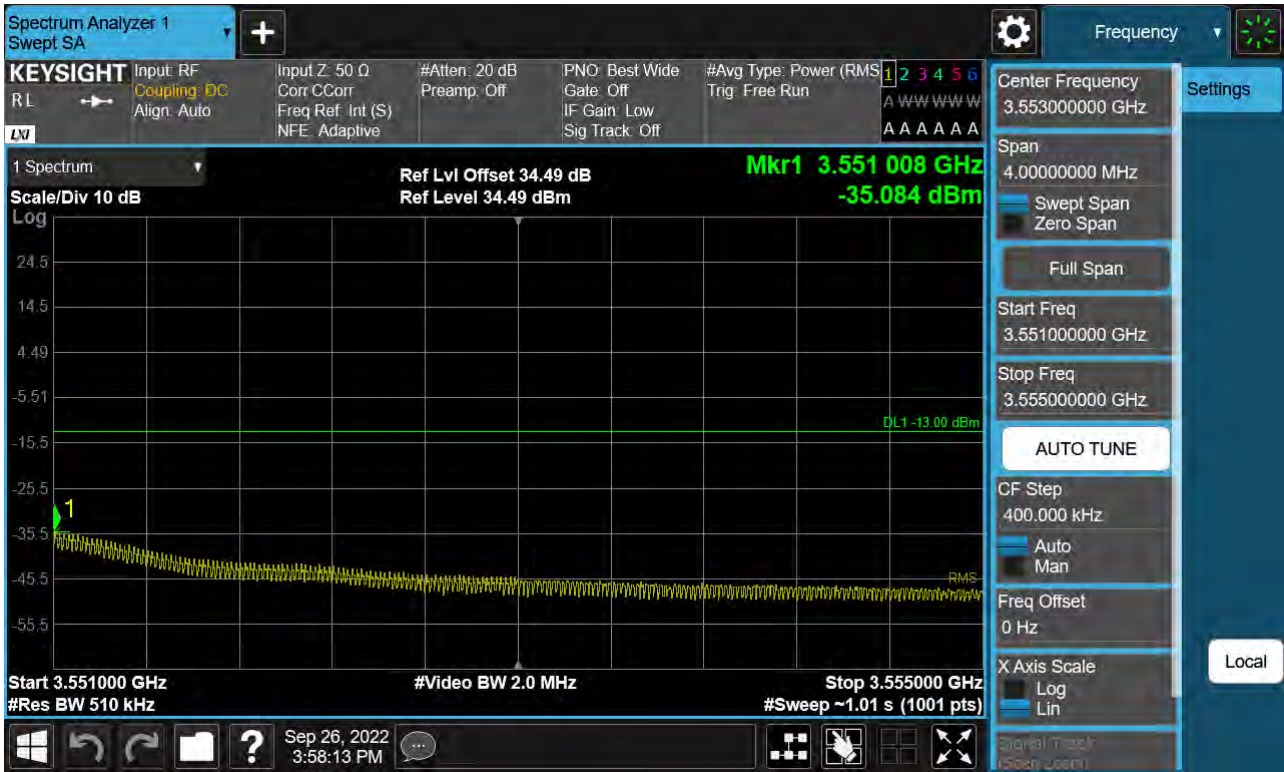 Spectrum Analyzer 1
Swept SA
+
Frequency
KEYSIGHT
RL
LXI
Input: RF
Coupling: DC
Align: Auto
Input Z: 50 Ω
Corr CCorr
Freq Ref: Int (S)
NFE: Adaptive
#Atten: 20 dB
Preamp: Off
PNO: Best Wide
Gate: Off
IF Gain: Low
Sig Track: Off
#Avg Type: Power (RMS
Trig: Free Run
1 2 3 4 5 6
A W W W W W
A A A A A A
1 Spectrum
Scale/Div 10 dB
Log
Ref Lvl Offset 34.49 dB
Ref Level 34.49 dBm
Mkr1 3.551 008 GHz
-35.084 dBm
24.5
14.5
4.49
-5.51
DL1 -13.00 dBm
-15.5
-25.5
1
-35.5
-45.5
RMS
-55.5
Start 3.551000 GHz
#Res BW 510 kHz
#Video BW 2.0 MHz
Stop 3.555000 GHz
#Sweep ~1.01 s (1001 pts)
Center Frequency
3.553000000 GHz
Settings
Span
4.00000000 MHz
Swept Span
Zero Span
Full Span
Start Freq
3.551000000 GHz
Stop Freq
3.555000000 GHz
AUTO TUNE
CF Step
400.000 kHz
Auto
Man
Freq Offset
0 Hz
X Axis Scale
Log
Lin
Local
Signal Track
(Span Zoom)
?
Sep 26, 2022
3:58:13 PM